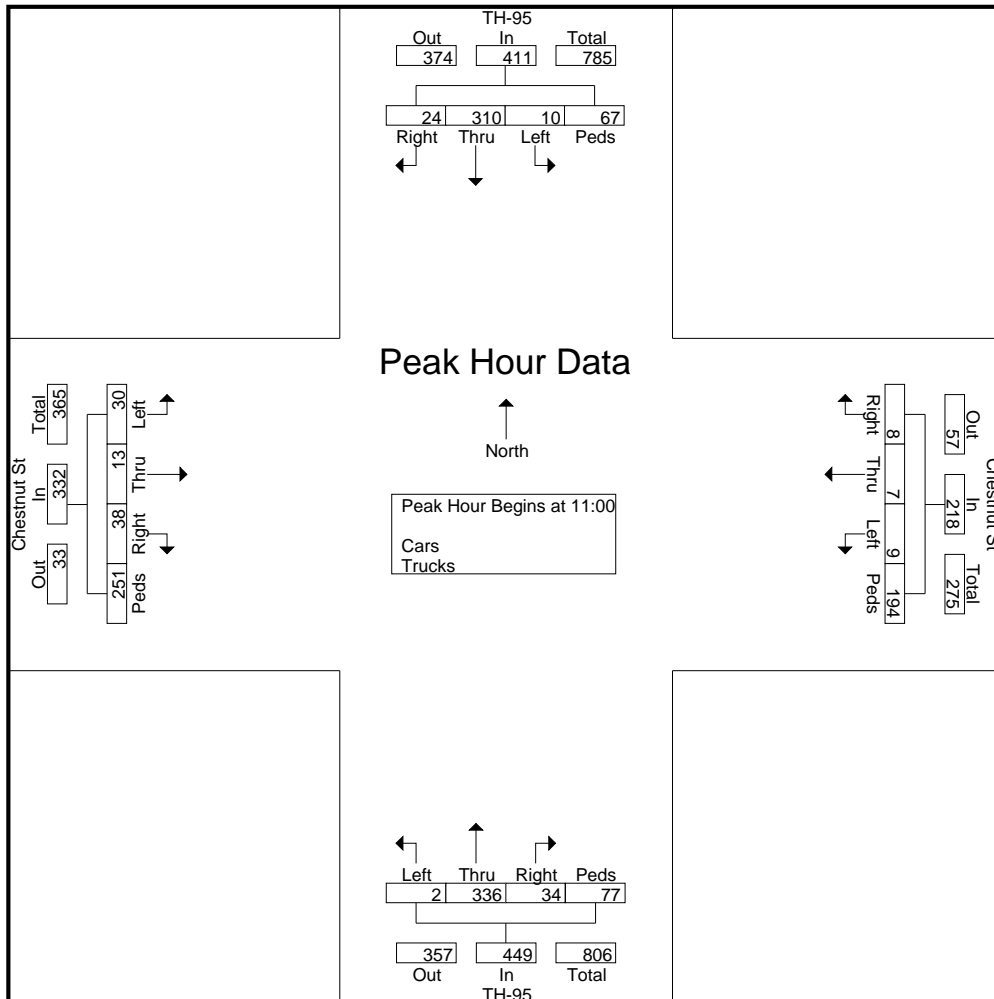 TH-95
Out In Total
374 411 785
24 310 10 67
Right Thru Left Peds
Peak Hour Data
North
Peak Hour Begins at 11:00
Cars
Trucks
Chestnut St
Total In Out
365 332 33
30 13 38 251
Left Thru Right Peds
Right Thru Left Peds
8 7 9 194
Out In Total
57 218 275
Chestnut St
Left Thru Right Peds
2 336 34 77
357 449 806
Out In Total
TH-95